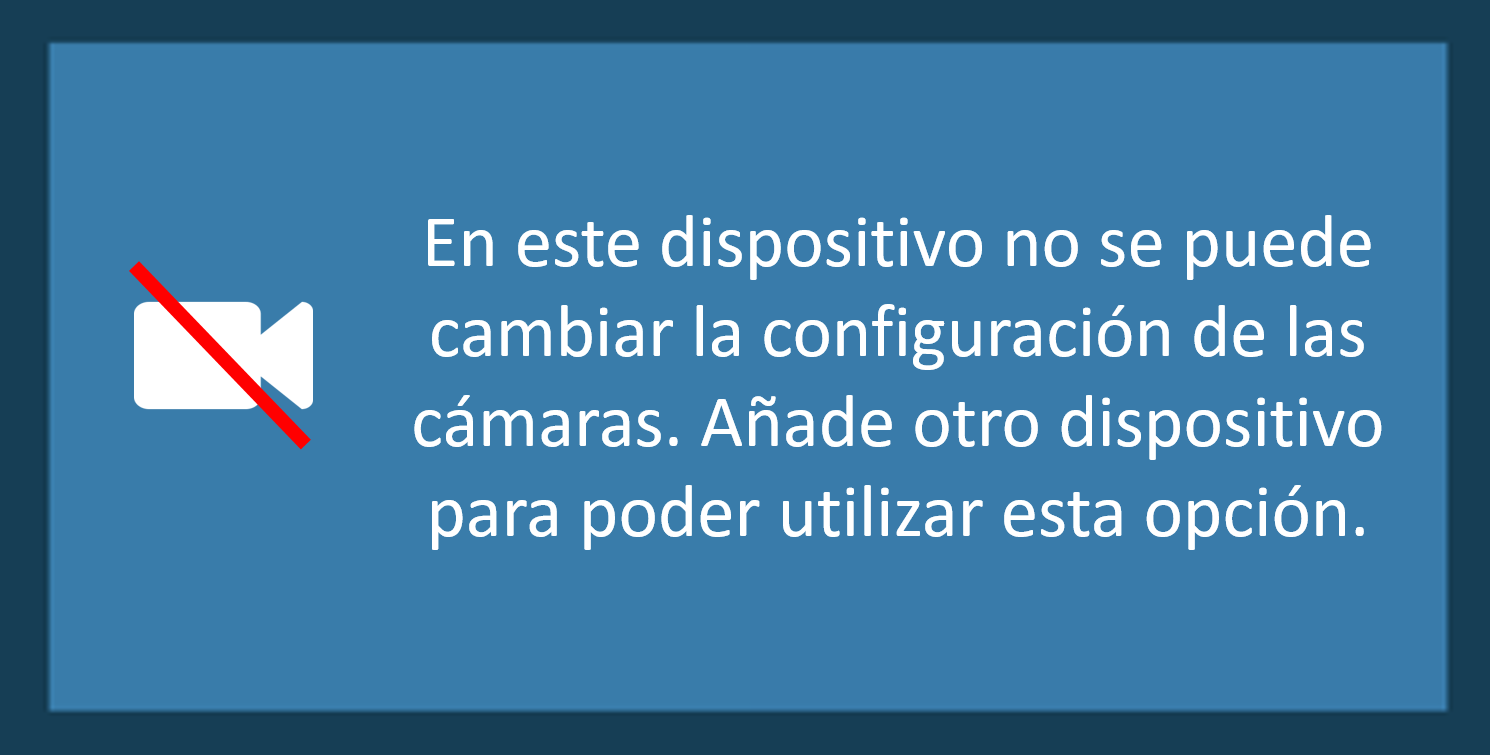 En este dispositivo no se puede
cambiar la configuración de las
cámaras. Añade otro dispositivo
para poder utilizar esta opción.